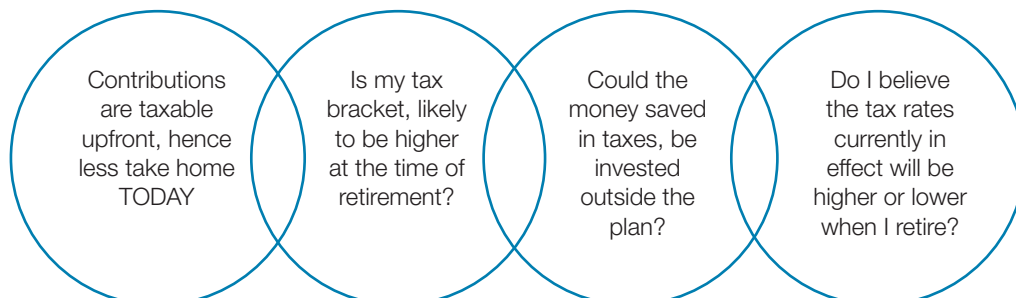 Contributions
are taxable
upfront, hence
less take home
TODAY
Is my tax
bracket, likely
to be higher
at the time of
retirement?
Could the
money saved
in taxes, be
invested
outside the
plan?
Do I believe
the tax rates
currently in
effect will be
higher or lower
when I retire?